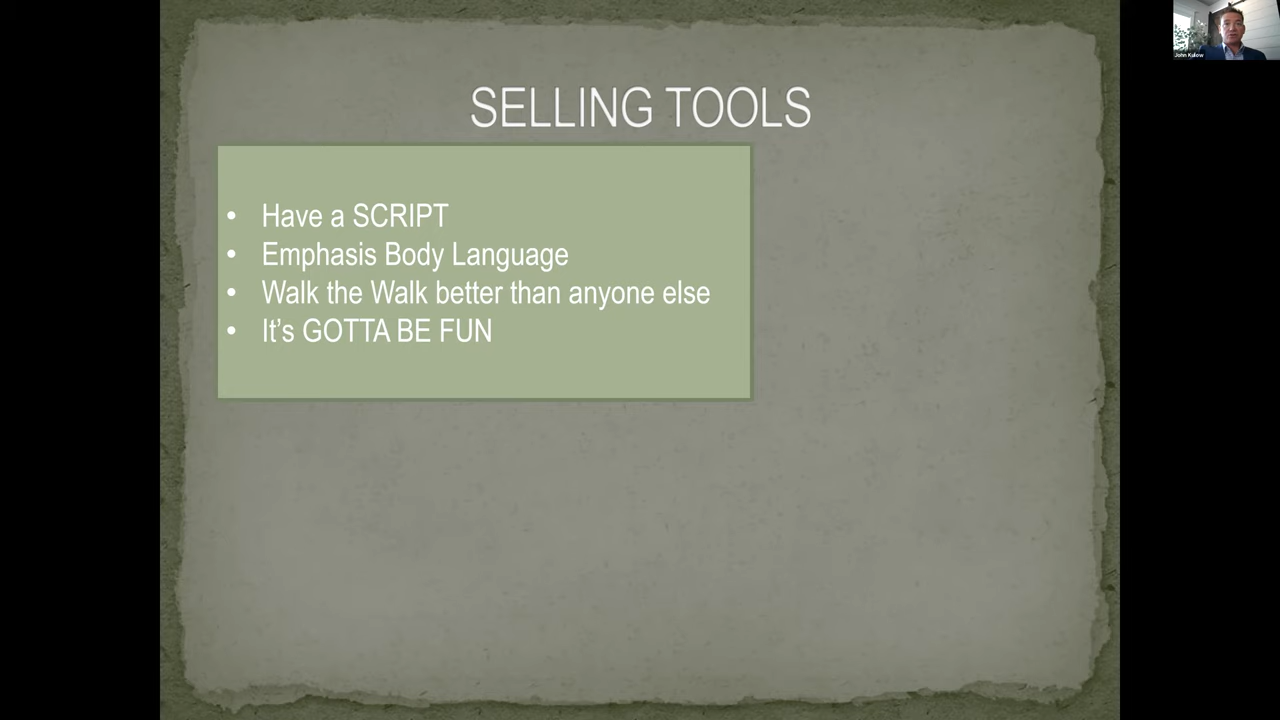 SELLING TOOLS
• Have a SCRIPT
• Emphasis Body Language
• Walk the Walk better than anyone else
• It's GOTTA BE FUN
John Kulow